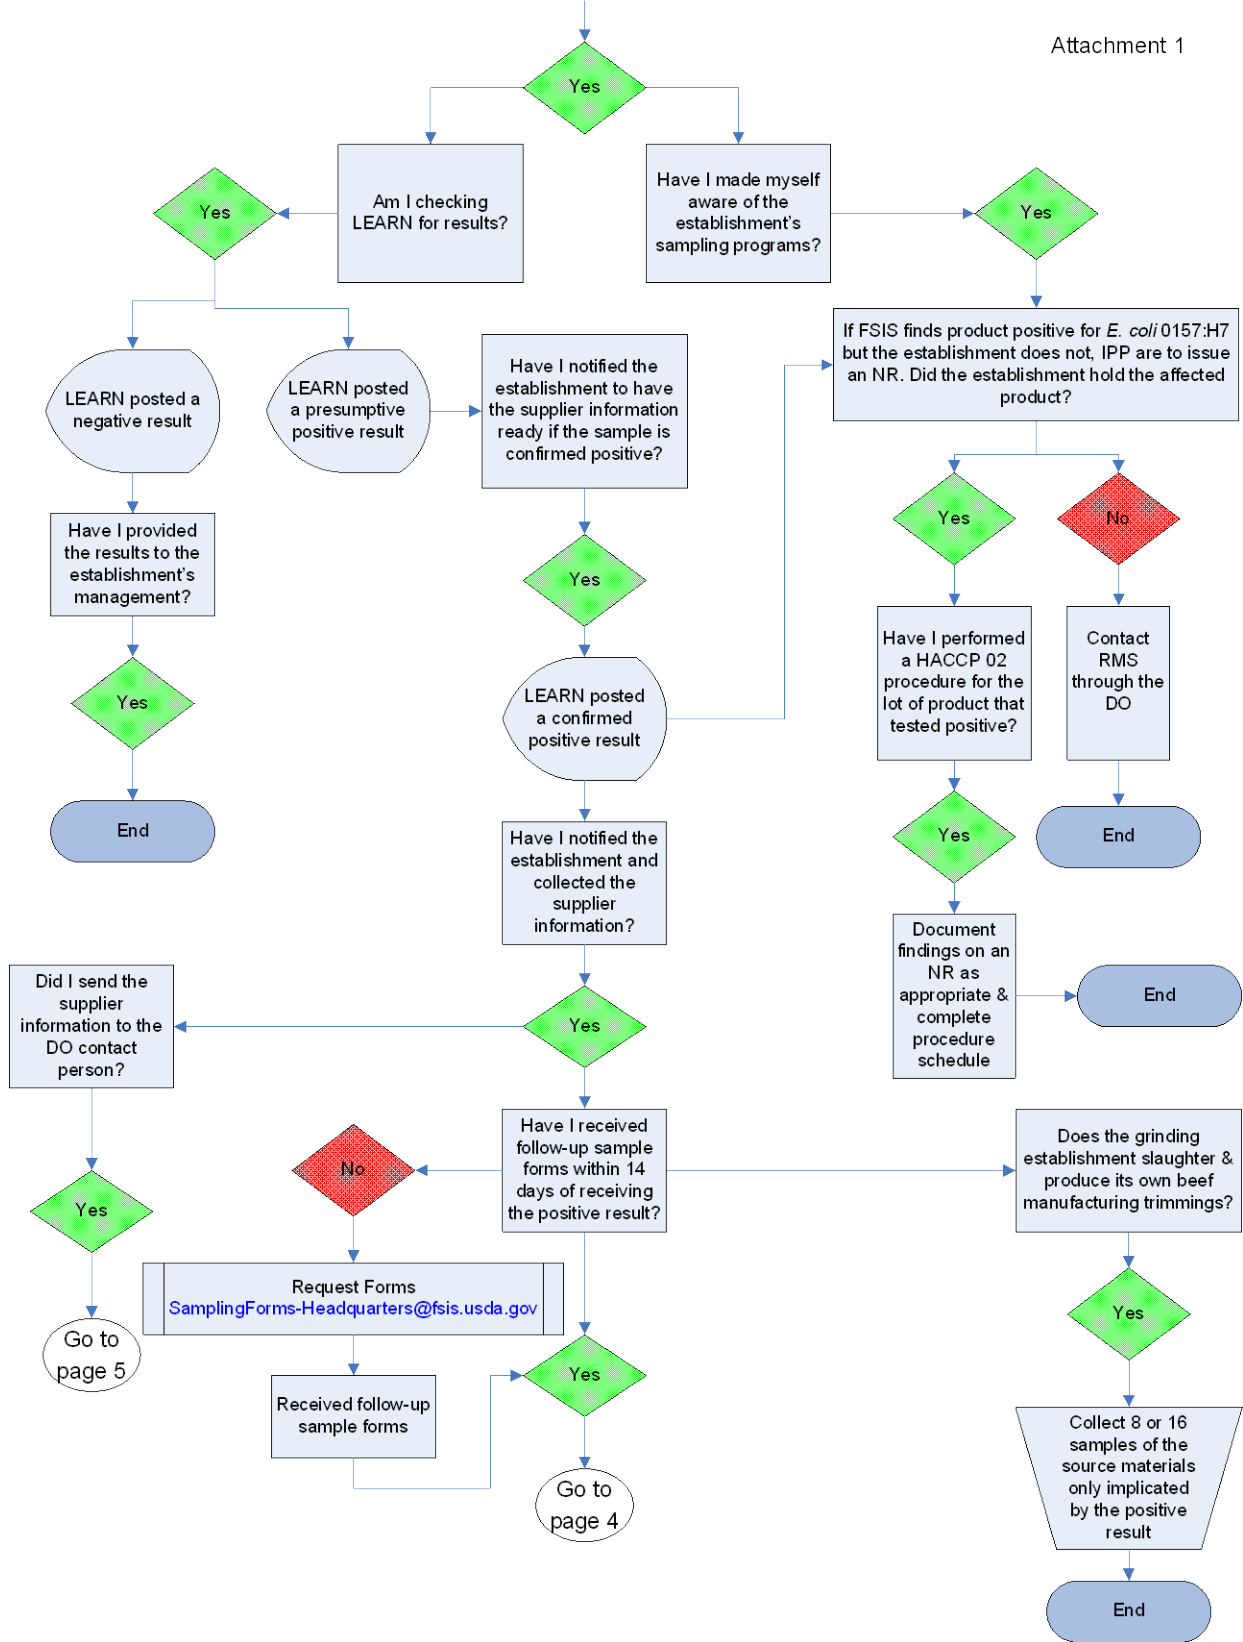 Attachment 1
Yes
Am I checking
LEARN for results?
Have I made myself
aware of the
establishment's
sampling programs?
Yes
Yes
If FSIS finds product positive for E. coli 0157:H7
but the establishment does not, IPP are to issue
an NR. Did the establishment hold the affected
product?
LEARN posted a
negative result
LEARN posted
a presumptive
positive result
Have I notified the
establishment to have
the supplier information
ready if the sample is
confirmed positive?
Yes
No
Have I provided
the results to the
establishment's
management?
Yes
Have I performed
a HACCP 02
procedure for the
lot of product that
tested positive?
Contact
RMS
through the
DO
Yes
LEARN posted
a confirmed
positive result
End
Yes
End
Have I notified the
establishment and
collected the
supplier
information?
Document
findings on an
NR as
appropriate &
complete
procedure
schedule
End
Did I send the
supplier
information to the
DO contact
person?
Yes
Have I received
follow-up sample
forms within 14
days of receiving
the positive result?
No
Does the grinding
establishment slaughter &
produce its own beef
manufacturing trimmings?
Yes
Request Forms
SamplingForms-Headquarters@fsis.usda.gov
Yes
Go to
page 5
Yes
Received follow-up
sample forms
Collect 8 or 16
samples of the
source materials
only implicated
by the positive
result
Go to
page 4
End